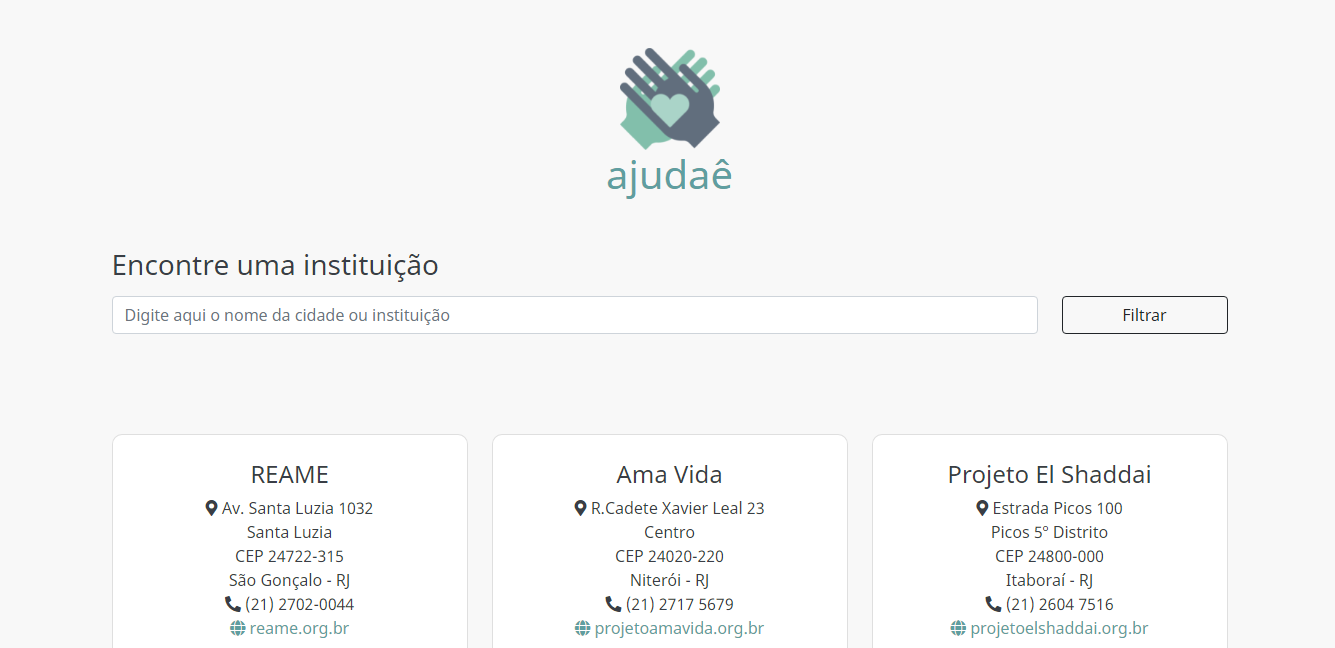 ajudaê
Encontre uma instituição
Digite aqui o nome da cidade ou instituição
Filtrar
REAME
Av. Santa Luzia 1032
Santa Luzia
CEP 24722-315
São Gonçalo - RJ
(21) 2702-0044
reame.org.br
Ama Vida
R.Cadete Xavier Leal 23
Centro
CEP 24020-220
Niterói - RJ
(21) 2717 5679
projetoamavida.org.br
Projeto El Shaddai
Estrada Picos 100
Picos 5º Distrito
CEP 24800-000
Itaboraí - RJ
(21) 2604 7516
projetoelshaddai.org.br